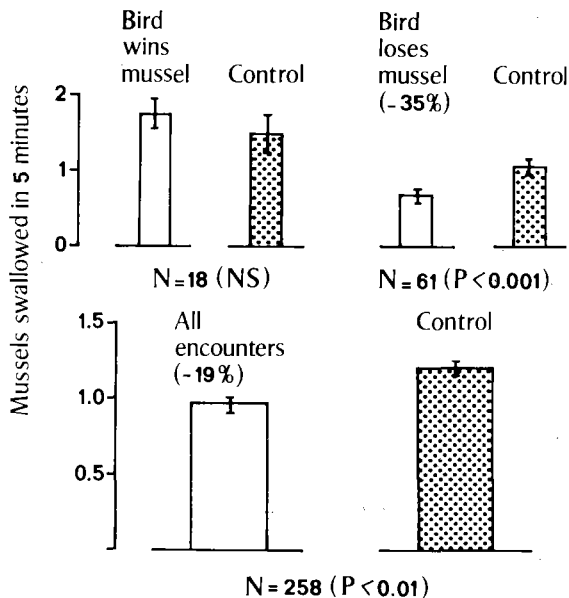 Bird
wins
mussel
Control
Bird
loses
mussel
(-35%)
Control
Mussels swallowed in 5 minutes
2
1
0
N=18 (NS)
N=61 (P<0.001)
1.5
1.0
0.5
All
encounters
(-19%)
Control
N=258 (P<0.01)